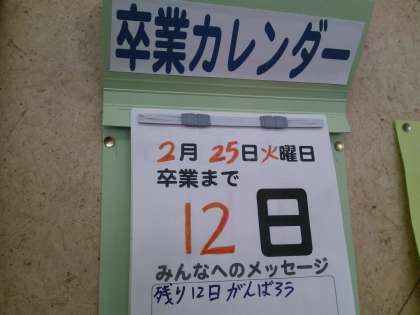 卒業カレンダー
2月 25日火曜日
卒業まで
12日
みんなへのメッセージ
残り12日がんばろう